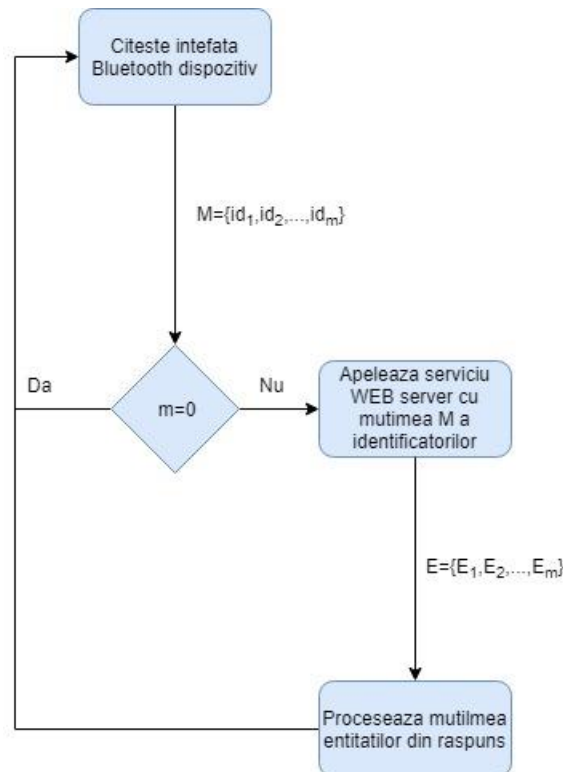 Citeste intefata
Bluetooth dispozitiv
M={id₁,id₂,...,idₘ}
Da
m=0
Nu
Apeleaza serviciu
WEB server cu
mutimea M a
identificatorilor
E={E₁,E₂,...,Eₘ}
Proceseaza mutilmea
entitatilor din raspuns